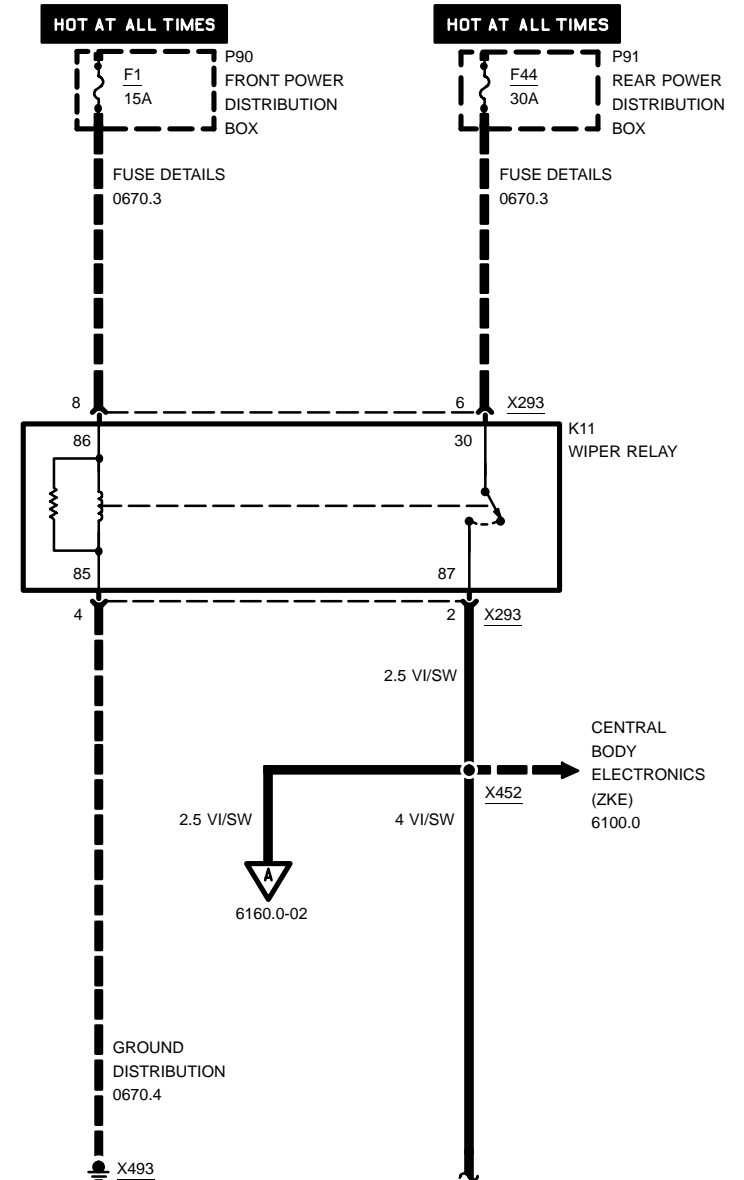 HOT AT ALL TIMES
HOT AT ALL TIMES
P90
FRONT POWER
DISTRIBUTION
BOX
F1
15A
P91
REAR POWER
DISTRIBUTION
BOX
F44
30A
FUSE DETAILS
0670.3
FUSE DETAILS
0670.3
8
6
X293
K11
WIPER RELAY
86
30
85
87
4
2
X293
2.5 VI/SW
CENTRAL
BODY
ELECTRONICS
(ZKE)
6100.0
X452
2.5 VI/SW
4 VI/SW
A
6160.0-02
GROUND
DISTRIBUTION
0670.4
X493